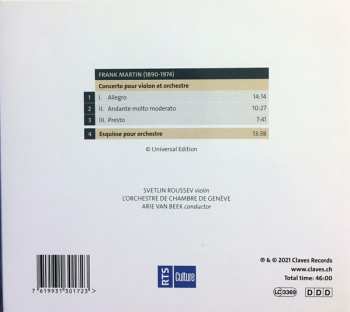 FRANK MARTIN (1890-1974)
Concerto pour violon et orchestre
1 I. Allegro 14:14
2 II. Andante molto moderato 10:27
3 III. Presto 7:41
4 Esquisse pour orchestre 13:38
© Universal Edition
SVETLIN ROUSSEV violin
L'ORCHESTRE DE CHAMBRE DE GENÈVE
ARIE VAN BEEK conductor
7 619931 301723 >
RTS Culture
℗ & © 2021 Claves Records
www.claves.ch
Total time: 46:00
LC 3369 DDD